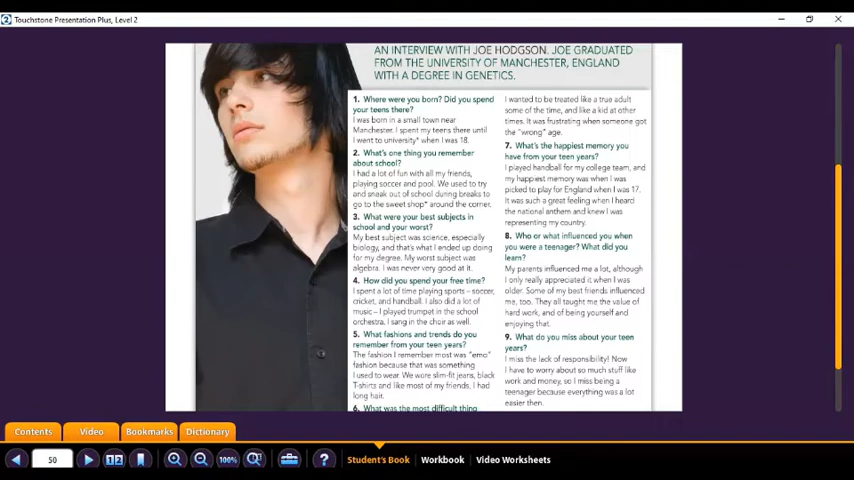 Touchstone Presentation Plus, Level 2
AN INTERVIEW WITH JOE HODGSON. JOE GRADUATED
FROM THE UNIVERSITY OF MANCHESTER, ENGLAND
WITH A DEGREE IN GENETICS.
1. Where were you born? Did you spend
your teens there?
I was born in a small town near
Manchester. I spent my teens there until
I went to university* when I was 18.
2. What's one thing you remember
about school?
I had a lot of fun with all my friends,
playing soccer and pool. We used to try
and sneak out of school during breaks to
go to the sweet shop* around the corner.
3. What were your best subjects in
school and your worst?
My best subject was science, especially
biology, and that's what I ended up doing
for my degree. My worst subject was
algebra. I was never very good at it.
4. How did you spend your free time?
I spent a lot of time playing sports – soccer,
cricket, and handball. I also did a lot of
music – I played trumpet in the school
orchestra, I sang in the choir as well.
5. What fashions and trends do you
remember from your teen years?
The fashion I remember most was "emo"
fashion because that was something
I used to wear. We wore slim-fit jeans, black
T-shirts and like most of my friends, I had
long hair.
6. What was the most difficult thing
I wanted to be treated like a true adult
some of the time, and like a kid at other
times. It was frustrating when someone got
the "wrong" age.
7. What's the happiest memory you
have from your teen years?
I played handball for my college team, and
my happiest memory was when I was
picked to play for England when I was 17.
It was such a great feeling when I heard
the national anthem and knew I was
representing my country.
8. Who or what influenced you when
you were a teenager? What did you
learn?
My parents influenced me a lot, although
I only really appreciated it when I was
older. Some of my best friends influenced
me, too. They all taught me the value of
hard work, and of being yourself and
enjoying that.
9. What do you miss about your teen
years?
I miss the lack of responsibility! Now
I have to worry about so much stuff like
work and money, so I miss being a
teenager because everything was a lot
easier then.
Contents Video Bookmarks Dictionary
50 12 100% ? Student's Book Workbook Video Worksheets